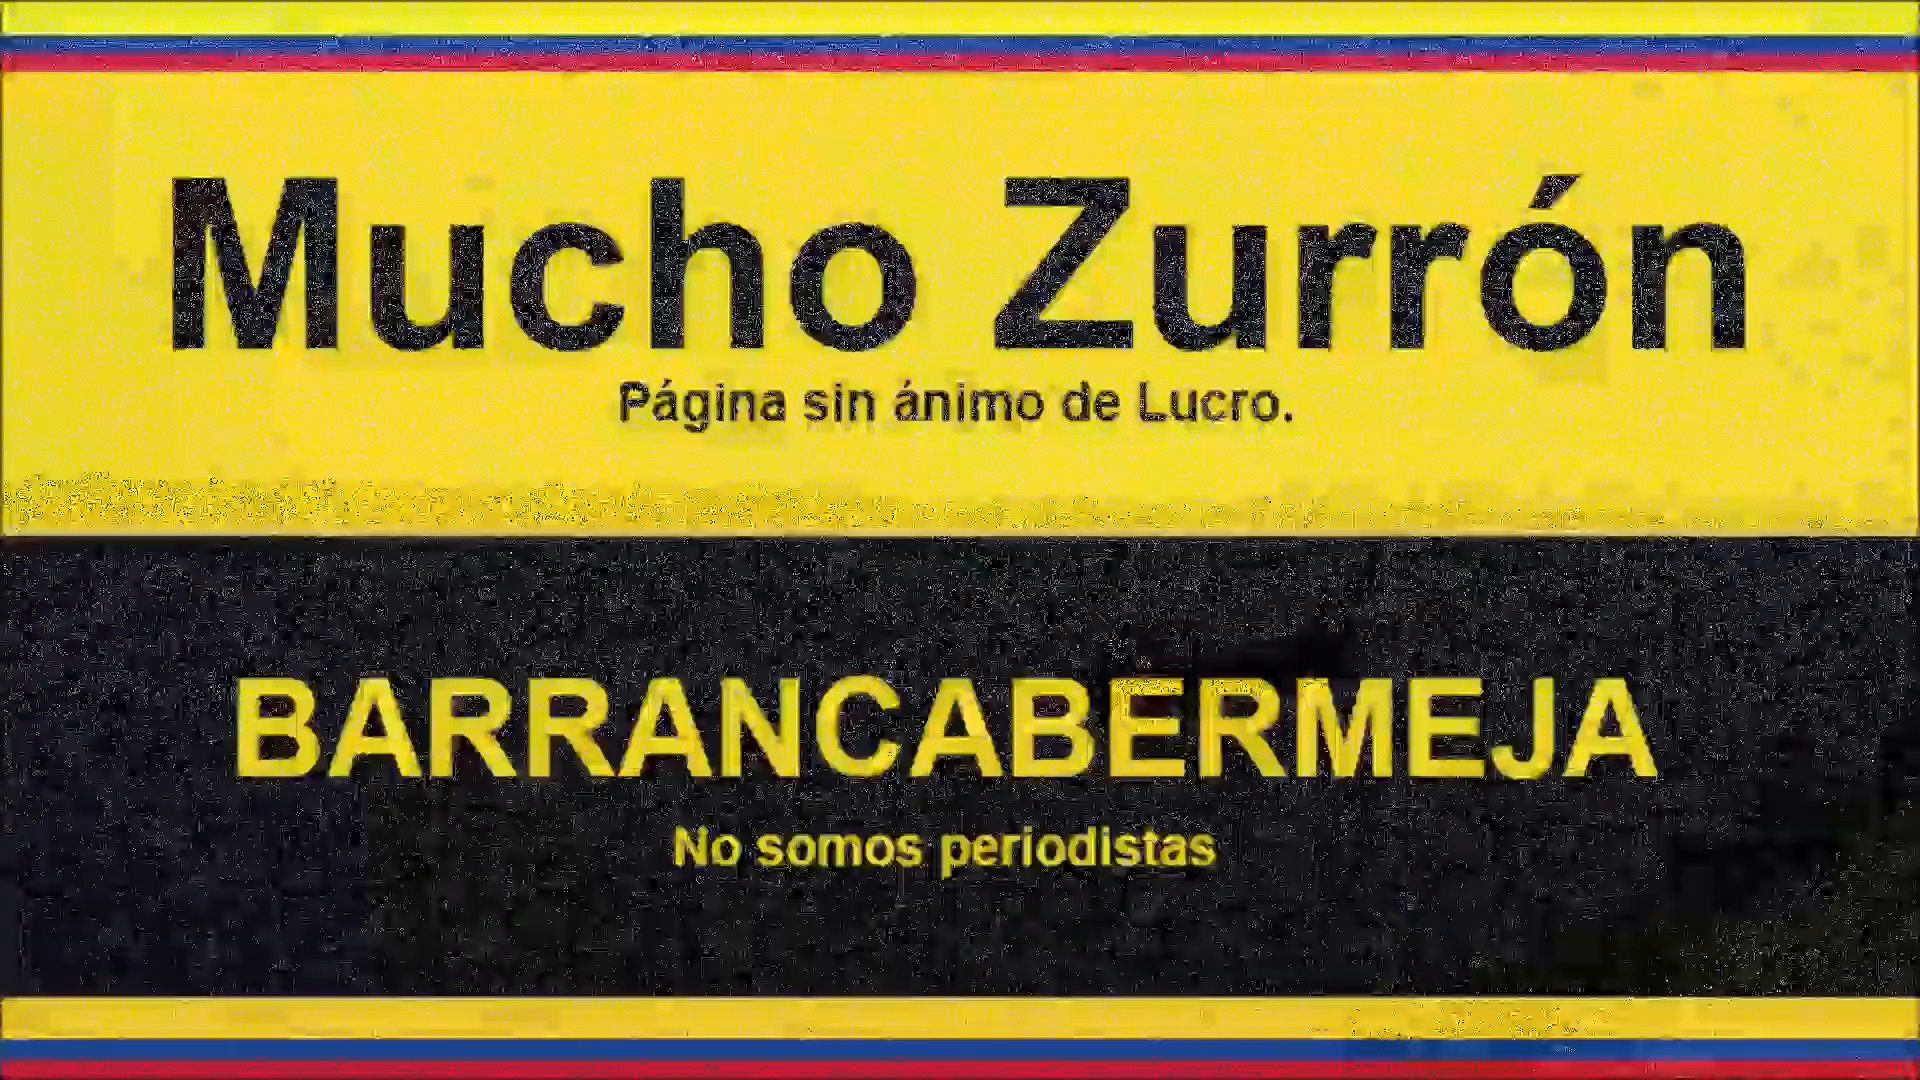 Mucho Zurrón
Página sin ánimo de Lucro.
BARRANCABERMEJA
No somos periodistas